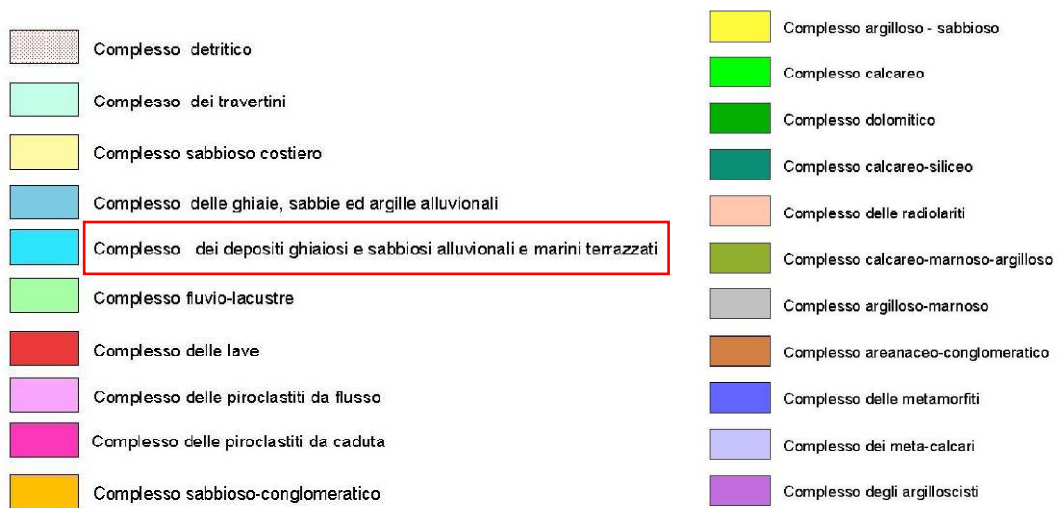 Complesso detritico
Complesso dei travertini
Complesso sabbioso costiero
Complesso delle ghiaie, sabbie ed argille alluvionali
Complesso dei depositi ghiaiosi e sabbiosi alluvionali e marini terrazzati
Complesso fluvio-lacustre
Complesso delle lave
Complesso delle piroclastiti da flusso
Complesso delle piroclastiti da caduta
Complesso sabbioso-conglomeratico
Complesso argilloso - sabbioso
Complesso calcareo
Complesso dolomitico
Complesso calcareo-siliceo
Complesso delle radiolariti
Complesso calcareo-marnoso-argilloso
Complesso argilloso-marnoso
Complesso areanaceo-conglomeratico
Complesso delle metamorfiti
Complesso dei meta-calcari
Complesso degli argilloscisti